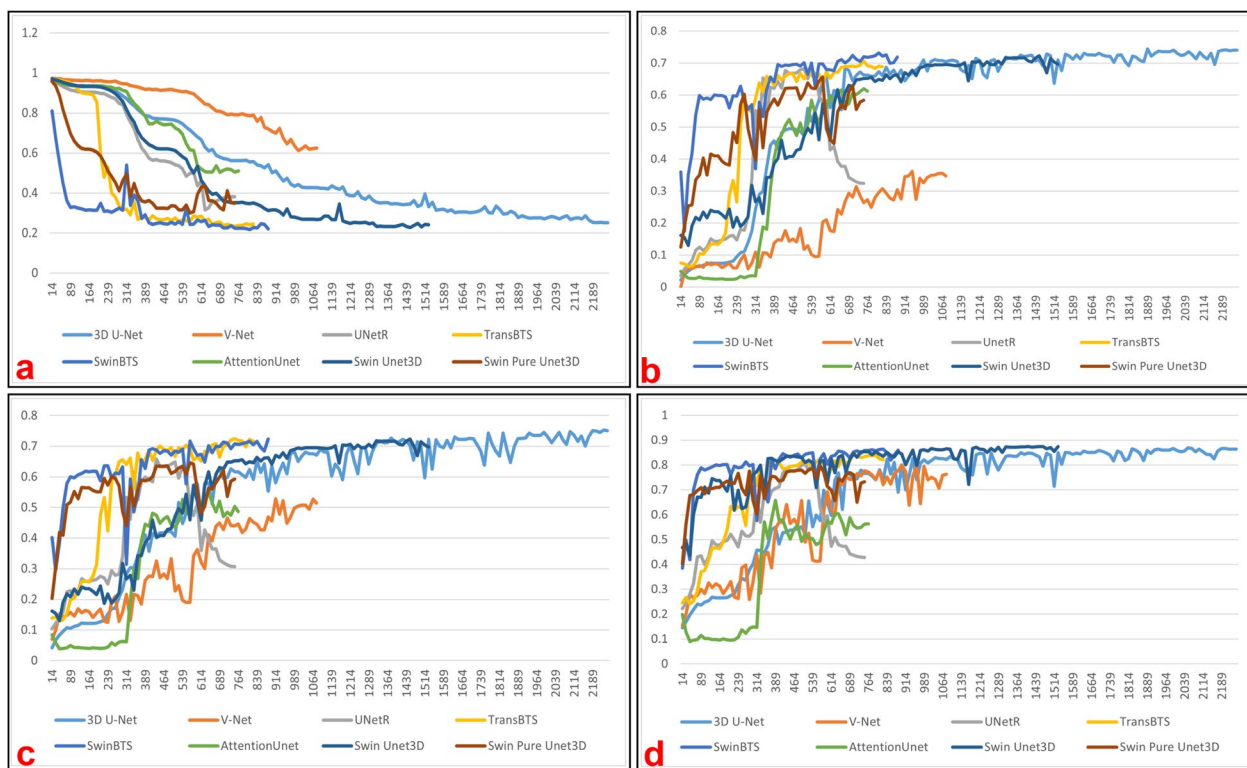 1.2
1
0.8
0.6
0.4
0.2
0
14 89 164 239 314 389 464 539 614 689 764 839 914 989 1064 1139 1214 1289 1364 1439 1514 1589 1664 1739 1814 1889 1964 2039 2114 2189
3D U-Net V-Net UNetR TransBTS
SwinBTS AttentionUnet Swin Unet3D Swin Pure Unet3D
a
0.8
0.7
0.6
0.5
0.4
0.3
0.2
0.1
0
14 89 164 239 314 389 464 539 614 689 764 839 914 989 1064 1139 1214 1289 1364 1439 1514 1589 1664 1739 1814 1889 1964 2039 2114 2189
3D U-Net V-Net UnetR TransBTS
SwinBTS AttentionUnet Swin Unet3D Swin Pure Unet3D
b
0.8
0.7
0.6
0.5
0.4
0.3
0.2
0.1
0
14 89 164 239 314 389 464 539 614 689 764 839 914 989 1064 1139 1214 1289 1364 1439 1514 1589 1664 1739 1814 1889 1964 2039 2114 2189
3D U-Net V-Net UNetR TransBTS
SwinBTS AttentionUnet Swin Unet3D Swin Pure Unet3D
c
1
0.9
0.8
0.7
0.6
0.5
0.4
0.3
0.2
0.1
0
14 89 164 239 314 389 464 539 614 689 764 839 914 989 1064 1139 1214 1289 1364 1439 1514 1589 1664 1739 1814 1889 1964 2039 2114 2189
3D U-Net V-Net UNetR TransBTS
SwinBTS AttentionUnet Swin Unet3D Swin Pure Unet3D
d